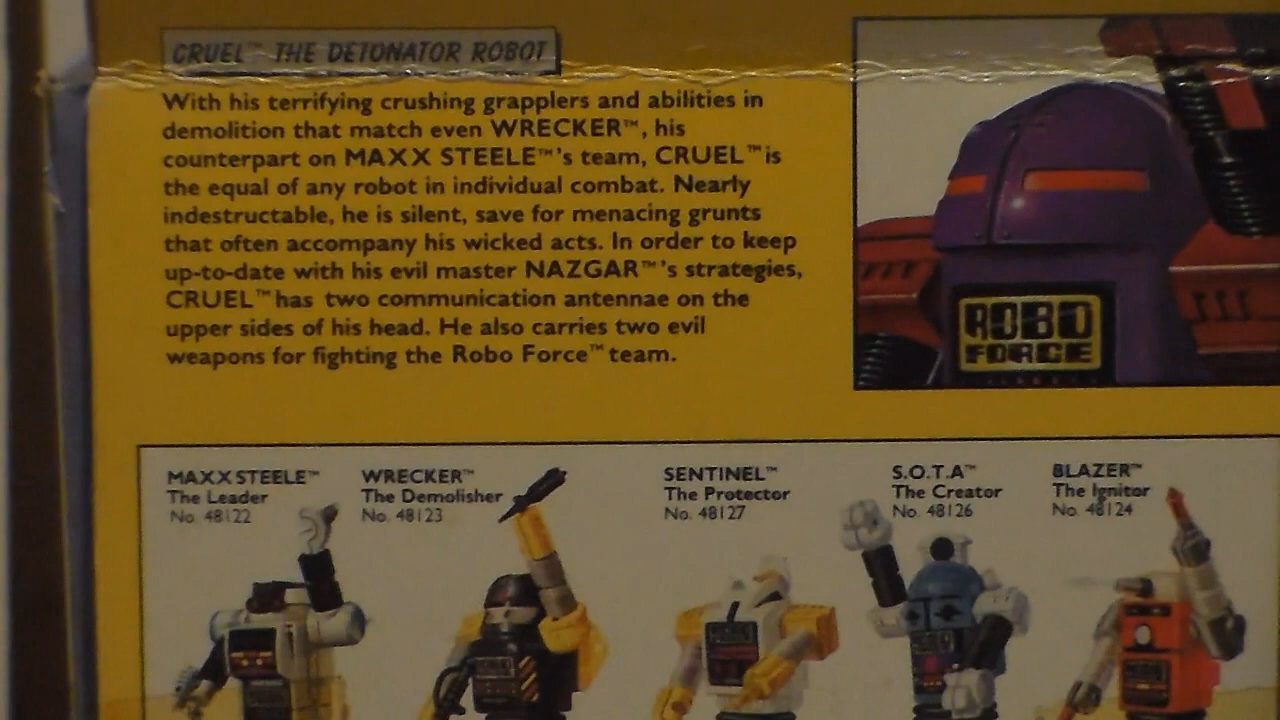 CRUEL™ THE DETONATOR ROBOT
With his terrifying crushing grapplers and abilities in
demolition that match even WRECKER™, his
counterpart on MAXX STEELE™'s team, CRUEL™ is
the equal of any robot in individual combat. Nearly
indestructable, he is silent, save for menacing grunts
that often accompany his wicked acts. In order to keep
up-to-date with his evil master NAZGAR™'s strategies,
CRUEL™ has two communication antennae on the
upper sides of his head. He also carries two evil
weapons for fighting the Robo Force™ team.
ROBO
FORCE
MAXX STEELE™
The Leader
No. 48122
WRECKER™
The Demolisher
No. 48123
SENTINEL™
The Protector
No. 48127
S.O.T.A™
The Creator
No. 48126
BLAZER™
The Ignitor
No. 48124